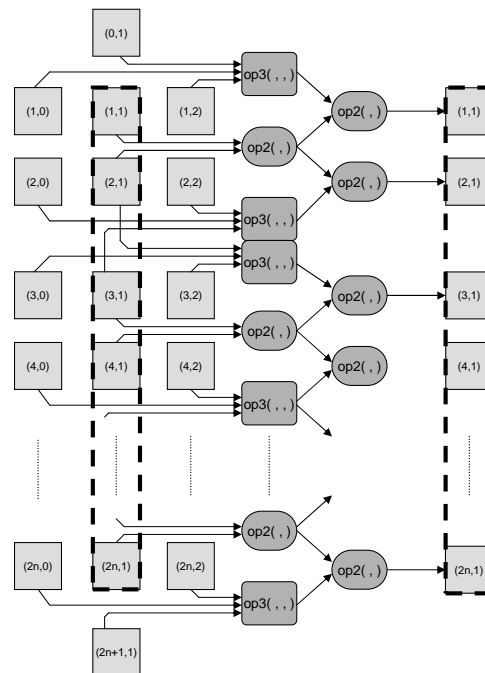 (0,1)
op3( , , )
(1,0) (1,1) (1,2) op2( , ) (1,1)
op2( , )
(2,0) (2,1) (2,2) op2( , ) (2,1)
op3( , , )
op3( , , )
(3,0) (3,1) (3,2) op2( , ) (3,1)
op2( , )
(4,0) (4,1) (4,2) op2( , ) (4,1)
op3( , , )
op2( , )
(2n,0) (2n,1) (2n,2) op2( , ) (2n,1)
op3( , , )
(2n+1,1)